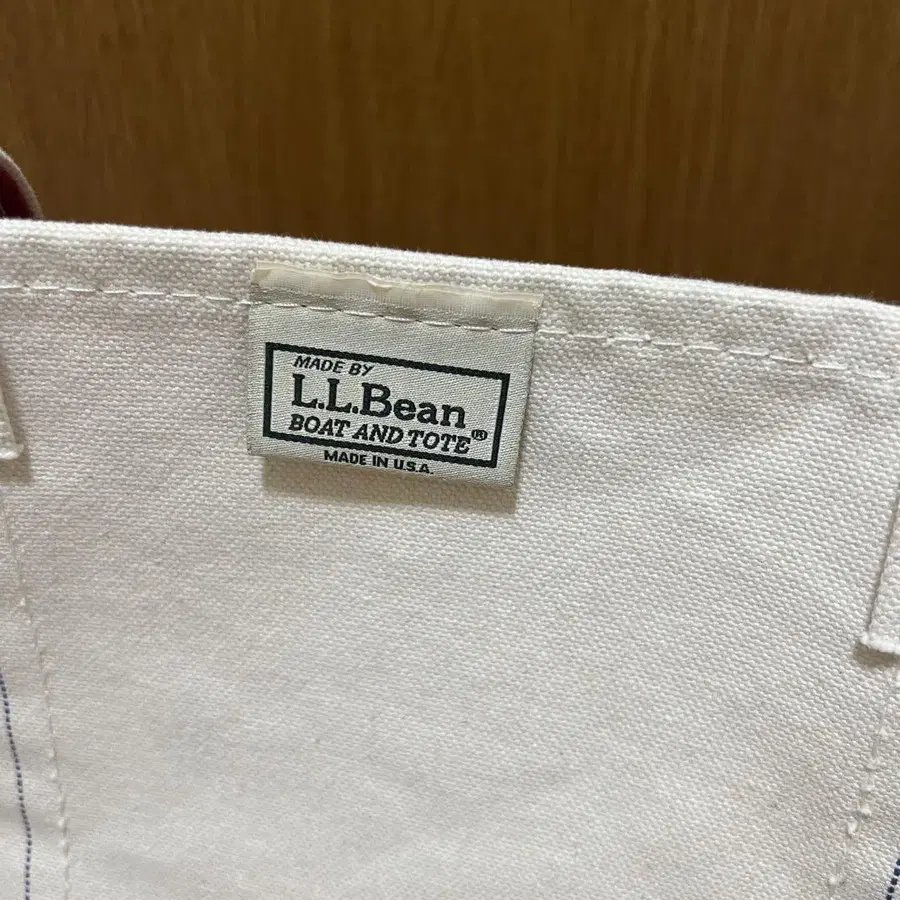 MADE BY
L.L.Bean
BOAT AND TOTE®
MADE IN U.S.A.